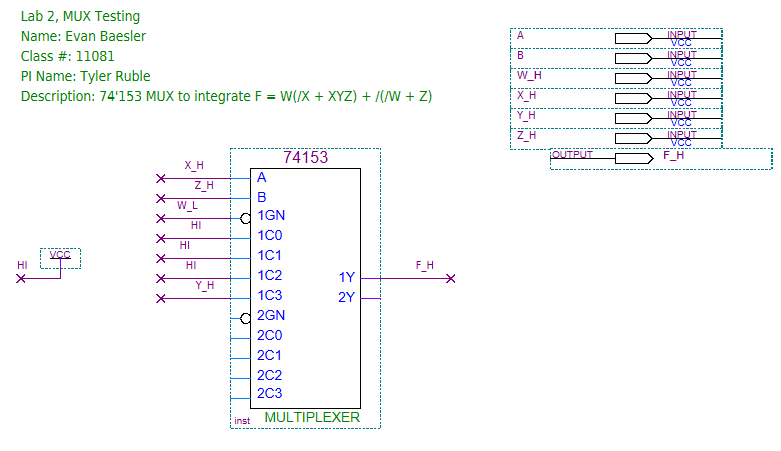 Lab 2, MUX Testing
Name: Evan Baesler
Class #: 11081
PI Name: Tyler Ruble
Description: 74'153 MUX to integrate F = W(/X + XYZ) + /(/W + Z)
A INPUT
VCC
B INPUT
VCC
W_H INPUT
VCC
X_H INPUT
VCC
Y_H INPUT
VCC
Z_H INPUT
VCC
OUTPUT F_H
74153
X_H A
Z_H B
W_L 1GN
HI 1C0
HI 1C1
HI 1C2 1Y F_H
Y_H 1C3 2Y
2GN
2C0
2C1
2C2
2C3
inst MULTIPLEXER
VCC
HI